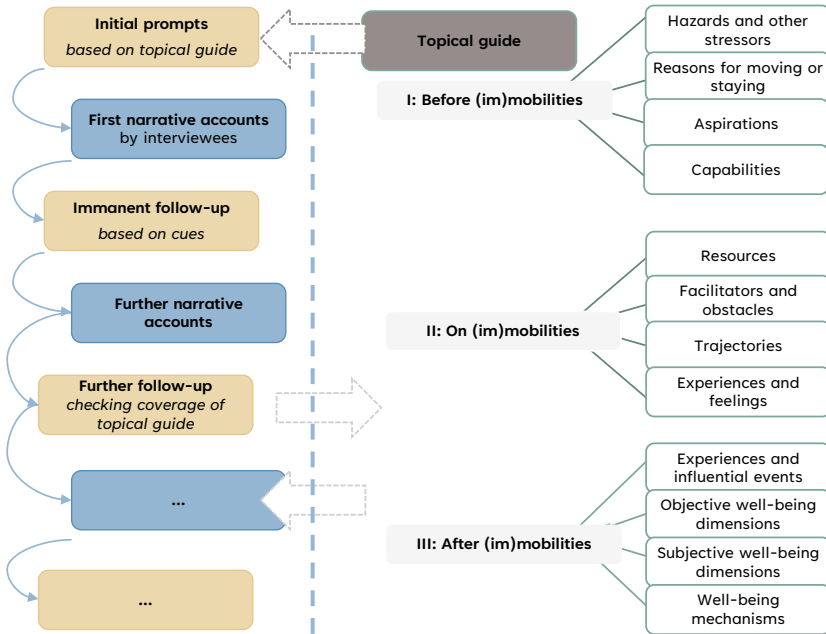 Initial prompts
based on topical guide
First narrative accounts
by interviewees
Immanent follow-up
based on cues
Further narrative
accounts
Further follow-up
checking coverage of
topical guide
...
...
Topical guide
I: Before (im)mobilities
Hazards and other
stressors
Reasons for moving or
staying
Aspirations
Capabilities
II: On (im)mobilities
Resources
Facilitators and
obstacles
Trajectories
Experiences and
feelings
III: After (im)mobilities
Experiences and
influential events
Objective well-being
dimensions
Subjective well-being
dimensions
Well-being
mechanisms